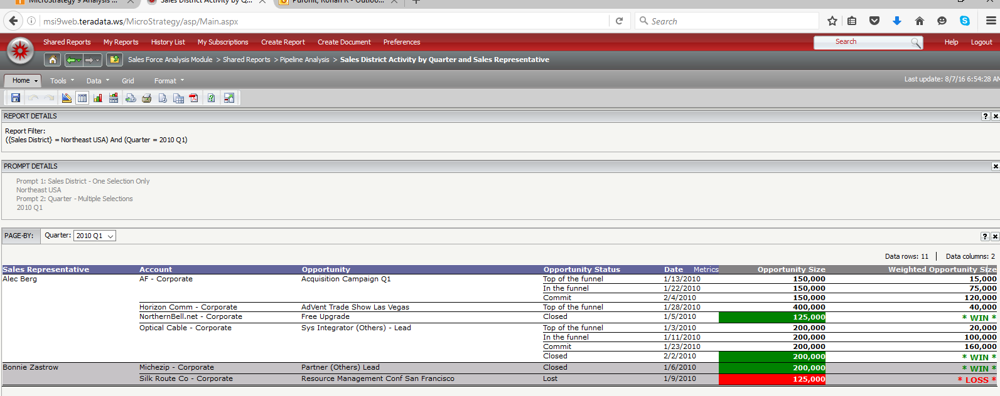 MicroStrategy 9 Analysis ...
Sales District Activity by Q...
Purohit, Rohan R - Outloo...
msi9web.teradata.ws/MicroStrategy/asp/Main.aspx
Search
Shared Reports My Reports History List My Subscriptions Create Report Create Document Preferences
Search
Help Logout
Sales Force Analysis Module > Shared Reports > Pipeline Analysis > Sales District Activity by Quarter and Sales Representative
Home Tools Data Grid Format
Last update: 8/7/16 6:54:28 AM
REPORT DETAILS
Report Filter:
({Sales District} = Northeast USA) And (Quarter = 2010 Q1)
PROMPT DETAILS
Prompt 1: Sales District - One Selection Only
Northeast USA
Prompt 2: Quarter - Multiple Selections
2010 Q1
PAGE-BY: Quarter: 2010 Q1
Data rows: 11 Data columns: 2
Sales Representative Account Opportunity Opportunity Status Date Metrics Opportunity Size Weighted Opportunity Size
Alec Berg AF - Corporate Acquisition Campaign Q1 Top of the funnel 1/13/2010 150,000 15,000
In the funnel 1/22/2010 150,000 75,000
Commit 2/4/2010 150,000 120,000
Horizon Comm - Corporate AdVent Trade Show Las Vegas Top of the funnel 1/28/2010 400,000 40,000
NorthernBell.net - Corporate Free Upgrade Closed 1/5/2010 125,000 * WIN *
Optical Cable - Corporate Sys Integrator (Others) - Lead Top of the funnel 1/3/2010 200,000 20,000
In the funnel 1/11/2010 200,000 100,000
Commit 1/23/2010 200,000 160,000
Closed 2/2/2010 200,000 * WIN *
Bonnie Zastrow Michezip - Corporate Partner (Others) Lead Closed 1/6/2010 200,000 * WIN *
Silk Route Co - Corporate Resource Management Conf San Francisco Lost 1/9/2010 125,000 * LOSS *